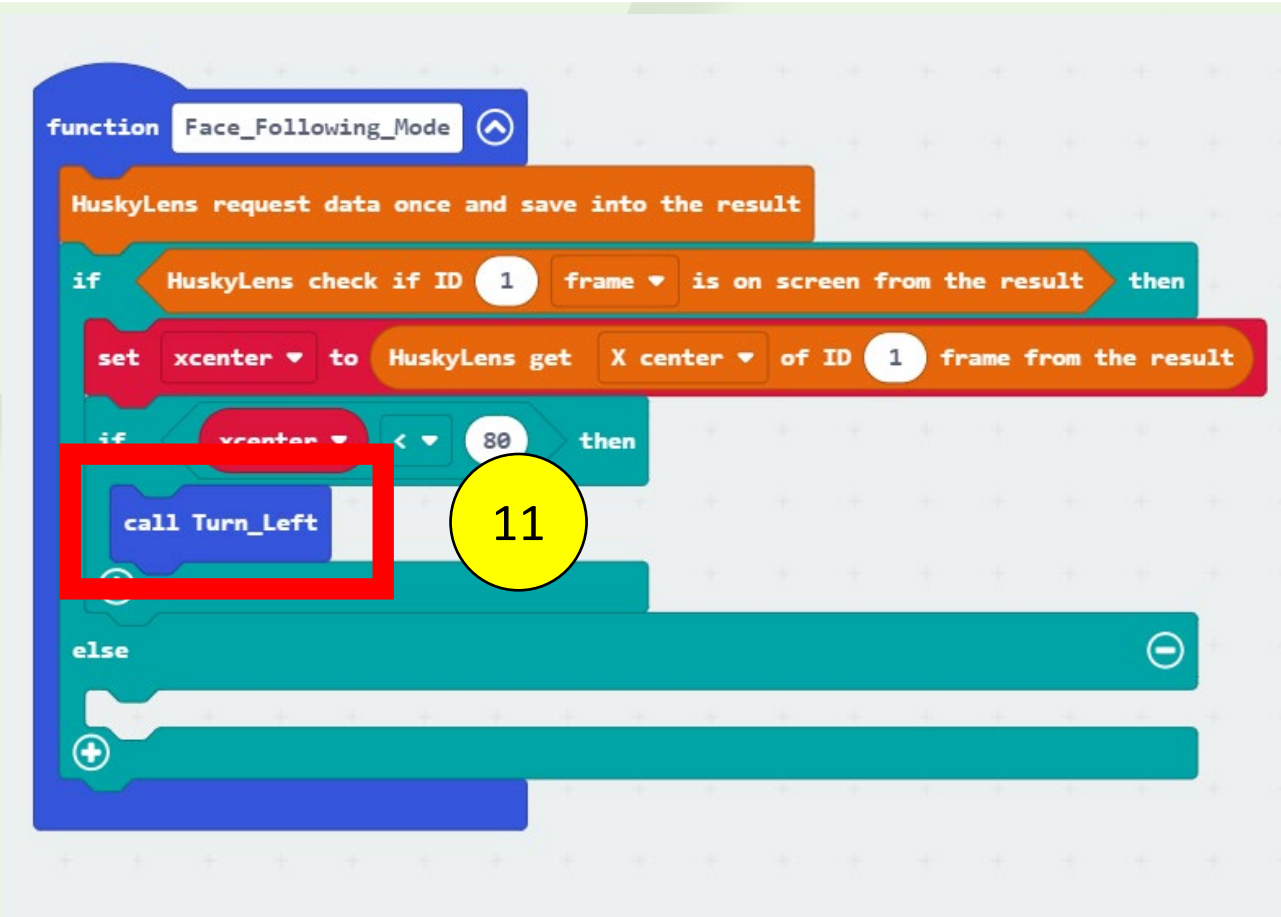 function Face_Following_Mode
HuskyLens request data once and save into the result
if HuskyLens check if ID 1 frame is on screen from the result then
set xcenter to HuskyLens get X center of ID 1 frame from the result
if xcenter < 80 then
call Turn_Left
11
else